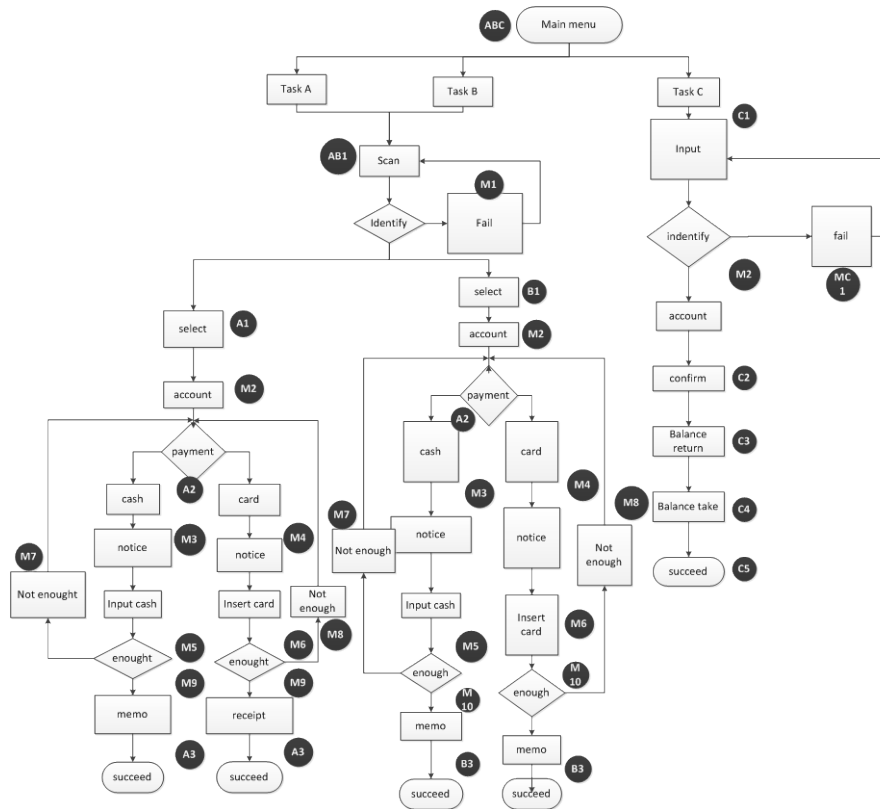 ABC
Main menu
Task A
Task B
Task C
C1
AB1
Scan
Input
M1
Identify
Fail
indentify
fail
M2
MC
1
select
B1
select
A1
account
M2
account
account
M2
confirm
C2
payment
payment
A2
A2
cash
card
Balance
return
C3
cash
card
M3
M4
M3
notice
M4
notice
M7
notice
notice
M8
Balance take
C4
M7
Not enough
Not
enough
succeed
C5
Not enought
Input cash
Insert card
Not
enough
Input cash
Insert
card
M6
M5
M6
M8
enought
enought
M5
enough
M
10
enough
M9
M9
M
10
memo
receipt
memo
memo
A3
A3
B3
B3
succeed
succeed
succeed
succeed